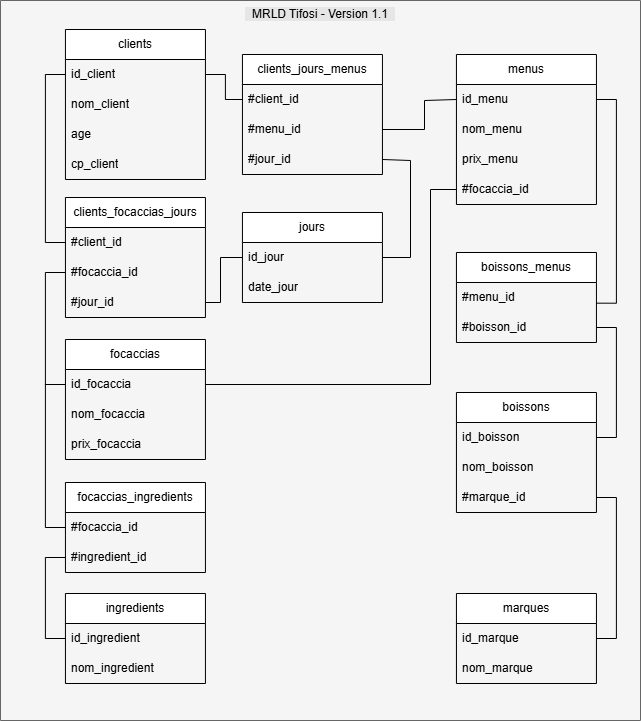 MRLD Tifosi - Version 1.1
clients
id_client
nom_client
age
cp_client
clients_jours_menus
#client_id
#menu_id
#jour_id
menus
id_menu
nom_menu
prix_menu
#focaccia_id
clients_focaccias_jours
#client_id
#focaccia_id
#jour_id
jours
id_jour
date_jour
boissons_menus
#menu_id
#boisson_id
focaccias
id_focaccia
nom_focaccia
prix_focaccia
boissons
id_boisson
nom_boisson
#marque_id
focaccias_ingredients
#focaccia_id
#ingredient_id
ingredients
id_ingredient
nom_ingredient
marques
id_marque
nom_marque